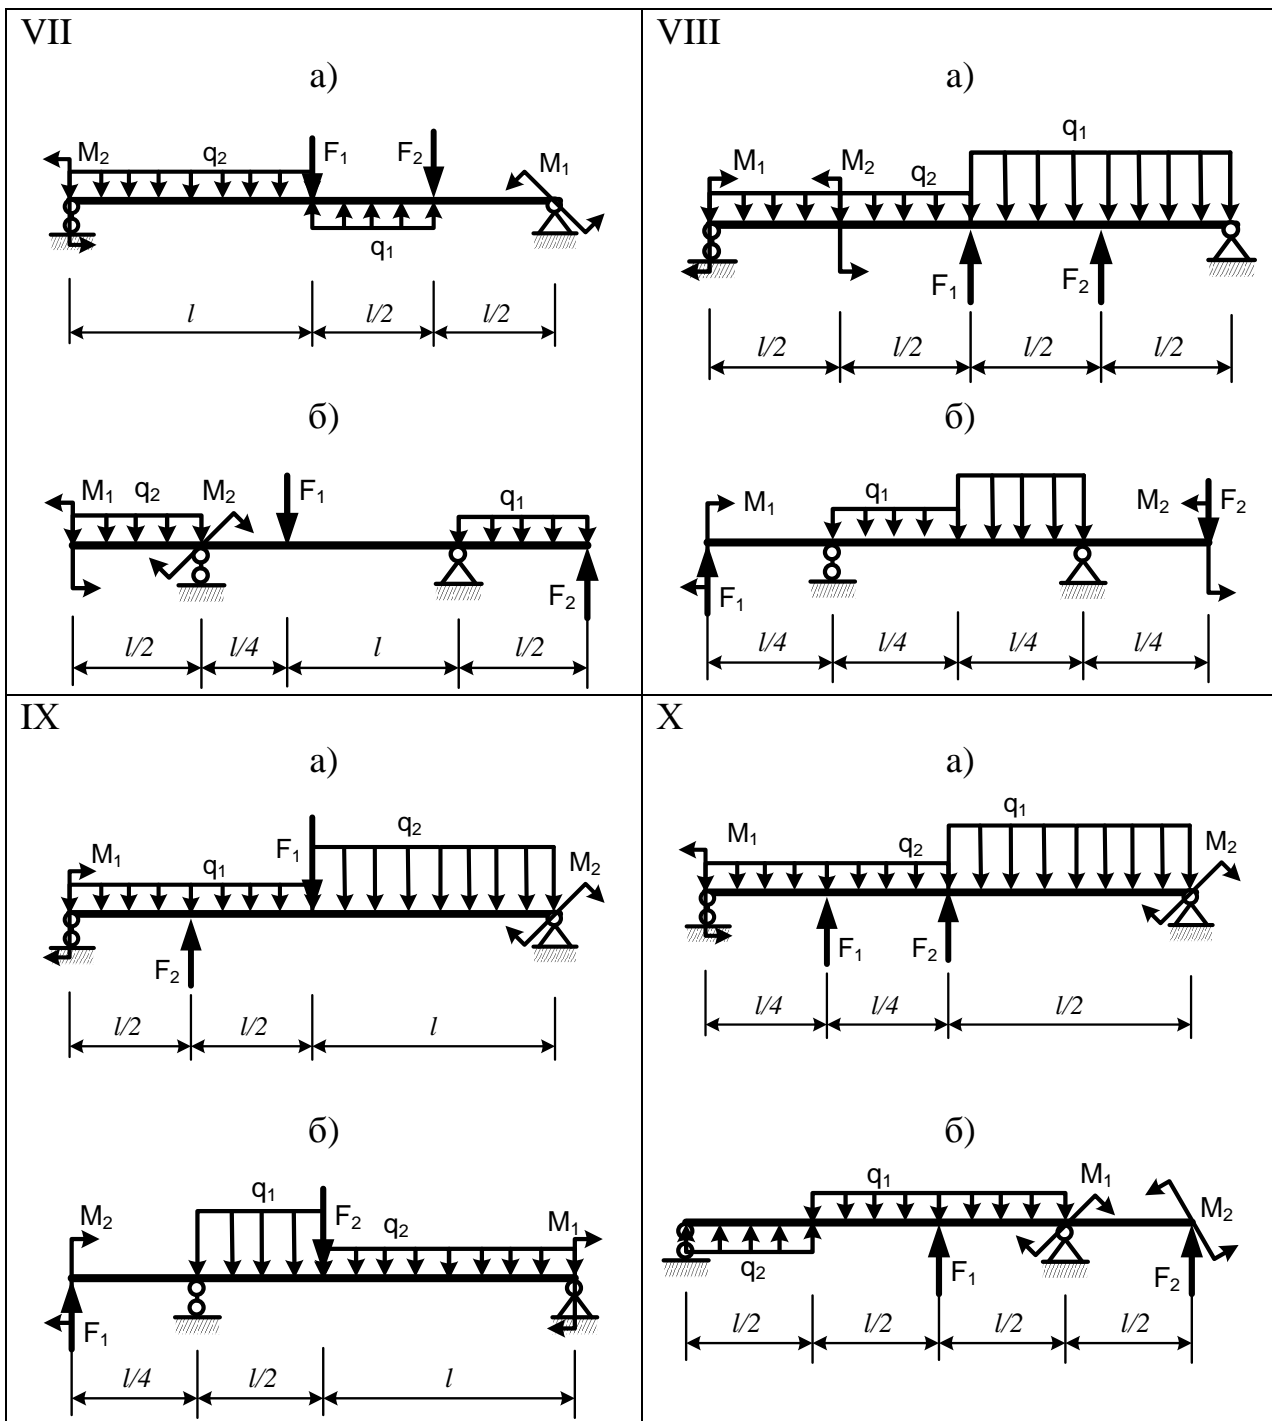 VII
а)
M₂ q₂ F₁ F₂ M₁
q₁
l l/2 l/2
б)
M₁ q₂ M₂ F₁ q₁
F₂
l/2 l/4 l l/2
VIII
а)
q₁
M₁ M₂ q₂
F₁ F₂
l/2 l/2 l/2 l/2
б)
M₁ q₁ M₂ F₂
F₁
l/4 l/4 l/4 l/4
IX
а)
M₁ q₁ F₁ q₂ M₂
F₂
l/2 l/2 l
б)
M₂ q₁ F₂ q₂ M₁
F₁
l/4 l/2 l
X
а)
M₁ q₂ q₁ M₂
F₁ F₂
l/4 l/4 l/2
б)
q₁ M₁ M₂
q₂ F₁ F₂
l/2 l/2 l/2 l/2